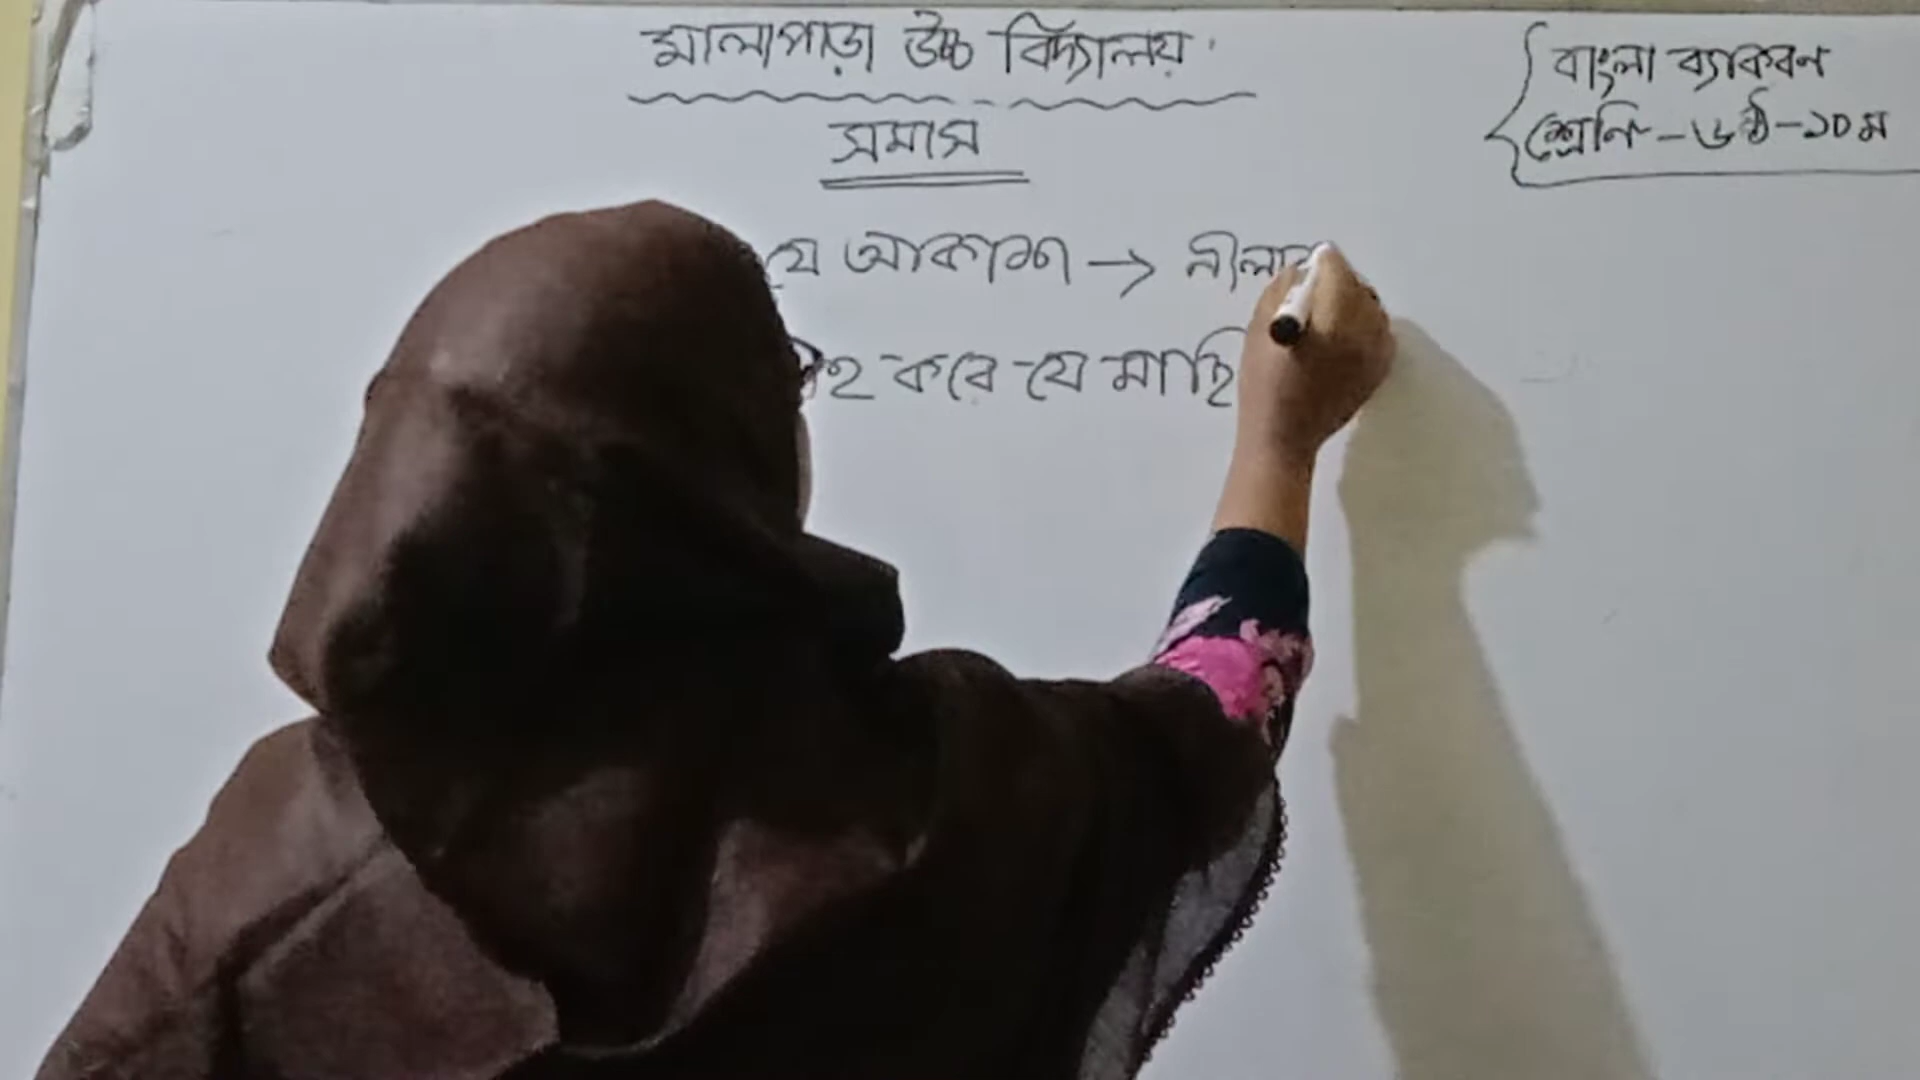 মালাপাড়া উচ্চ বিদ্যালয়
বাংলা ব্যাকরণ
শ্রেণি - ৬ষ্ঠ - ১০ম
সমাস
যে আকাশ →
করে যে মাছি